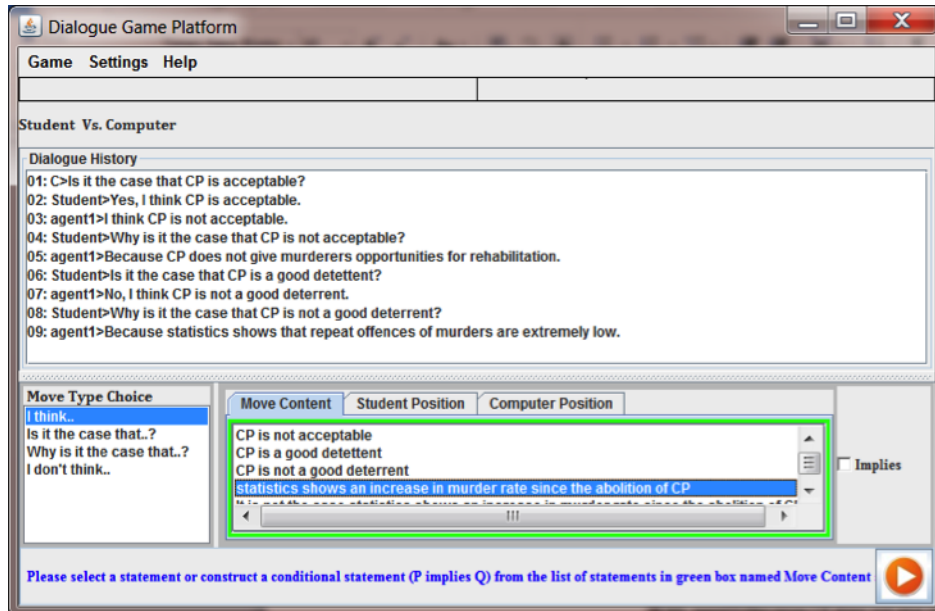 Dialogue Game Platform
Game Settings Help
Student Vs. Computer
Dialogue History
01: C>Is it the case that CP is acceptable?
02: Student>Yes, I think CP is acceptable.
03: agent1>I think CP is not acceptable.
04: Student>Why is it the case that CP is not acceptable?
05: agent1>Because CP does not give murderers opportunities for rehabilitation.
06: Student>Is it the case that CP is a good detettent?
07: agent1>No, I think CP is not a good deterrent.
08: Student>Why is it the case that CP is not a good deterrent?
09: agent1>Because statistics shows that repeat offences of murders are extremely low.
Move Type Choice
I think..
Is it the case that..?
Why is it the case that..?
I don't think..
Move Content Student Position Computer Position
CP is not acceptable
CP is a good detettent
CP is not a good deterrent
statistics shows an increase in murder rate since the abolition of CP
Implies
Please select a statement or construct a conditional statement (P implies Q) from the list of statements in green box named Move Content